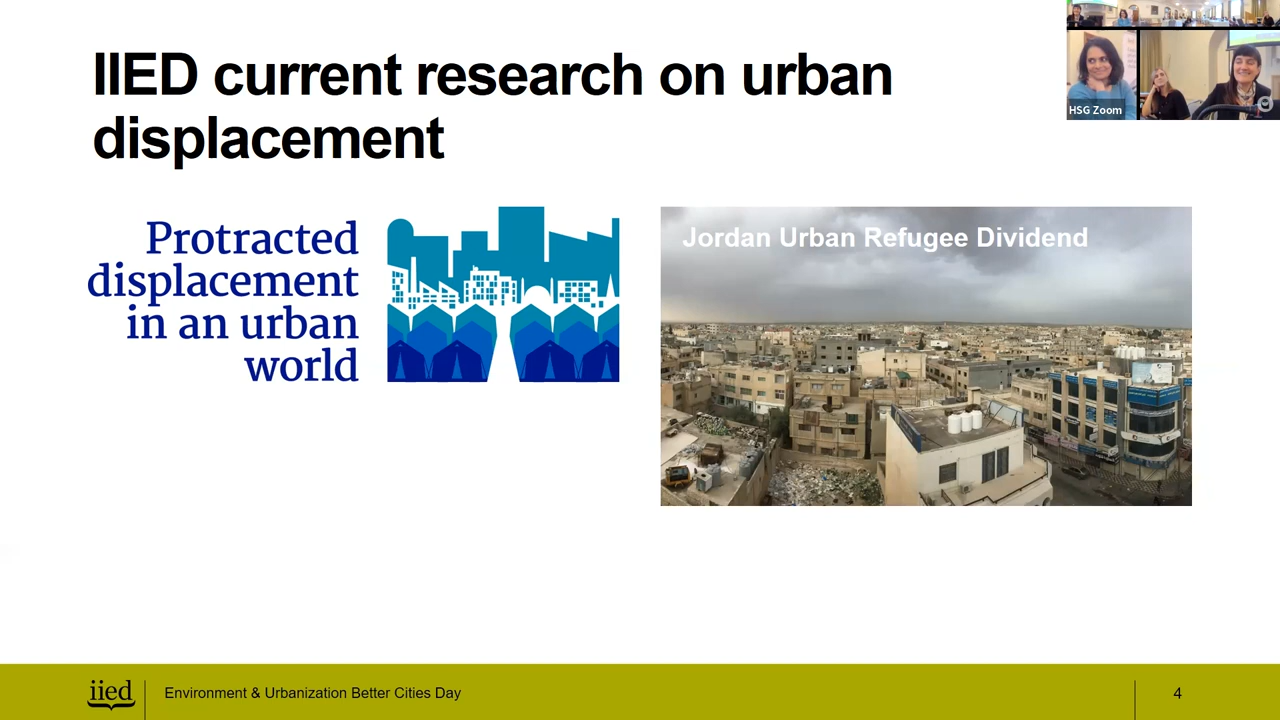 IIED current research on urban
displacement
HSG Zoom
Protracted
displacement
in an urban
world
Jordan Urban Refugee Dividend
iied
Environment & Urbanization Better Cities Day
4